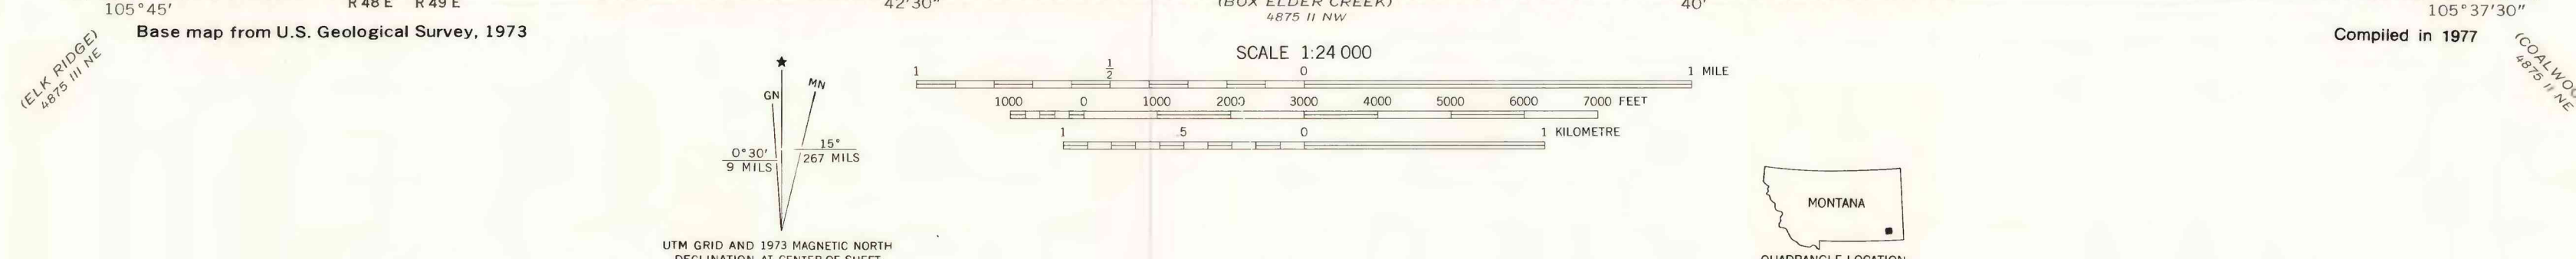 105°45' R 48 E R 49 E 42'30" (BOX ELDER CREEK) 40' 105°37'30"
4875 II NW
Base map from U.S. Geological Survey, 1973
Compiled in 1977
(ELK RIDGE)
4875 III NE
4875 II NE
SCALE 1:24 000
1 1/2 0 1 MILE
1000 0 1000 2000 3000 4000 5000 6000 7000 FEET
1 .5 0 1 KILOMETRE
★
GN
MN
0°30'
9 MILS
15°
267 MILS
UTM GRID AND 1973 MAGNETIC NORTH
DECLINATION AT CENTER OF SHEET
MONTANA
QUADRANGLE LOCATION